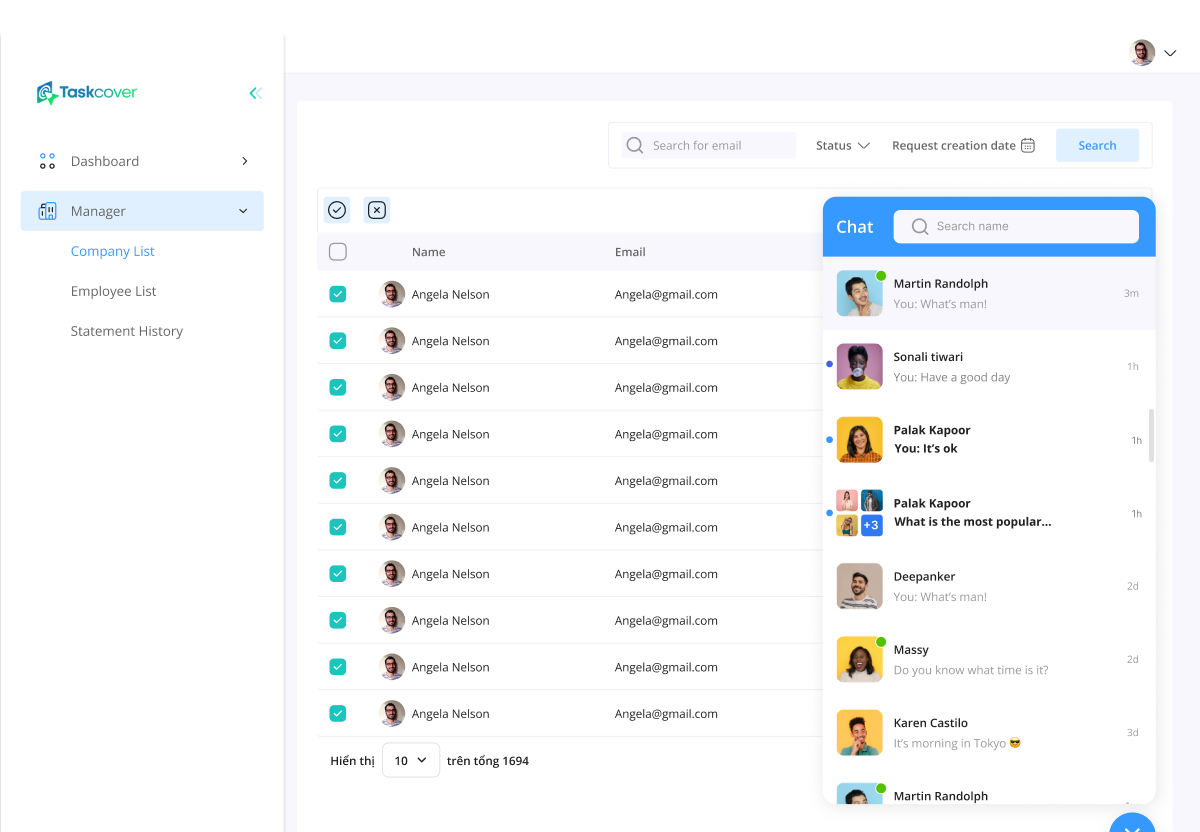 Taskcover
Dashboard
Manager
Company List
Employee List
Statement History
Search for email
Status
Request creation date
Search
Name
Email
Angela Nelson
Angela@gmail.com
Angela Nelson
Angela@gmail.com
Angela Nelson
Angela@gmail.com
Angela Nelson
Angela@gmail.com
Angela Nelson
Angela@gmail.com
Angela Nelson
Angela@gmail.com
Angela Nelson
Angela@gmail.com
Angela Nelson
Angela@gmail.com
Angela Nelson
Angela@gmail.com
Angela Nelson
Angela@gmail.com
Hiển thị
10
trên tổng 1694
Chat
Search name
Martin Randolph
You: What’s man!
3m
Sonali tiwari
You: Have a good day
1h
Palak Kapoor
You: It’s ok
1h
+3
Palak Kapoor
What is the most popular...
1h
Deepanker
You: What’s man!
2d
Massy
Do you know what time is it?
2d
Karen Castilo
It’s morning in Tokyo 😎
3d
Martin Randolph